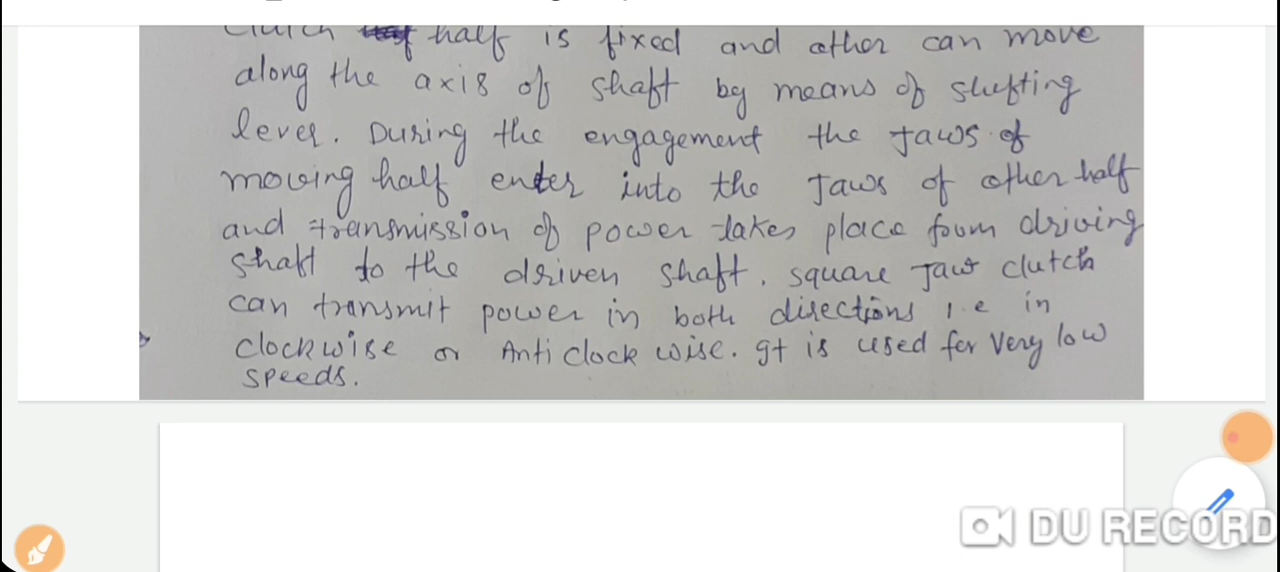 clutch half is fixed and other can move
along the axis of shaft by means of shifting
lever. During the engagement the Jaws of
moving half enter into the Jaws of other half
and transmission of power takes place from driving
shaft to the driven shaft. square Jaw clutch
can transmit power in both directions i.e in
clockwise or Anti clock wise. It is used for very low
speeds.
DU RECORD